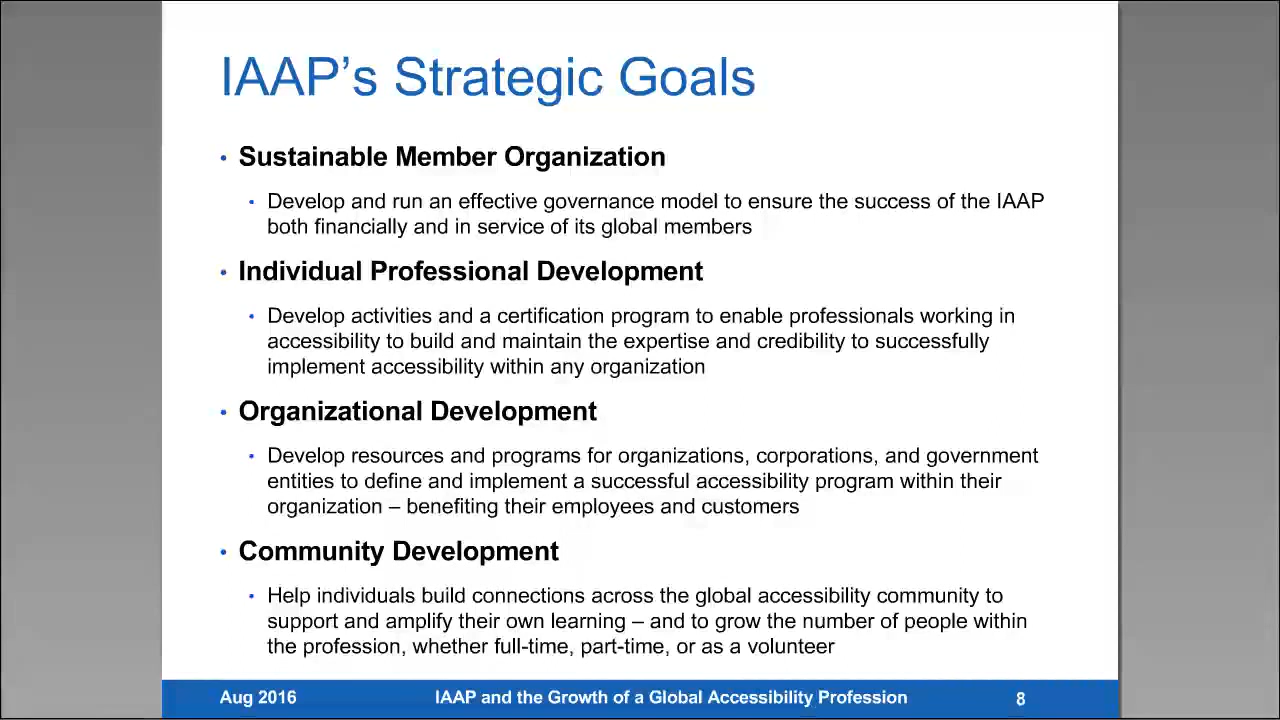 IAAP’s Strategic Goals
• Sustainable Member Organization
• Develop and run an effective governance model to ensure the success of the IAAP
both financially and in service of its global members
• Individual Professional Development
• Develop activities and a certification program to enable professionals working in
accessibility to build and maintain the expertise and credibility to successfully
implement accessibility within any organization
• Organizational Development
• Develop resources and programs for organizations, corporations, and government
entities to define and implement a successful accessibility program within their
organization – benefiting their employees and customers
• Community Development
• Help individuals build connections across the global accessibility community to
support and amplify their own learning – and to grow the number of people within
the profession, whether full-time, part-time, or as a volunteer
Aug 2016 IAAP and the Growth of a Global Accessibility Profession 8